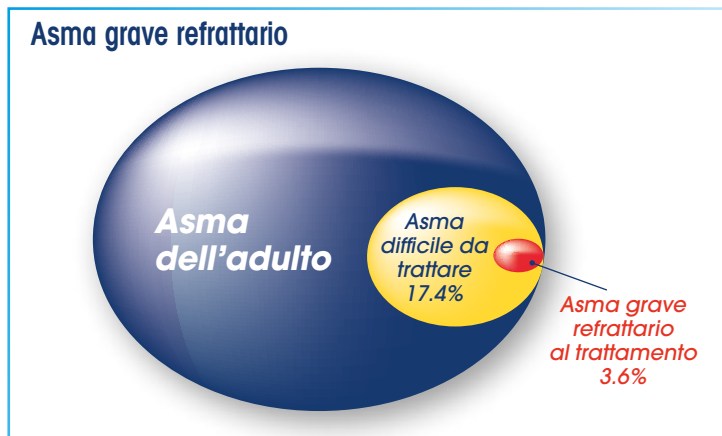 Asma grave refrattario
Asma
dell'adulto
Asma
difficile da
trattare
17.4%
Asma grave
refrattario
al trattamento
3.6%